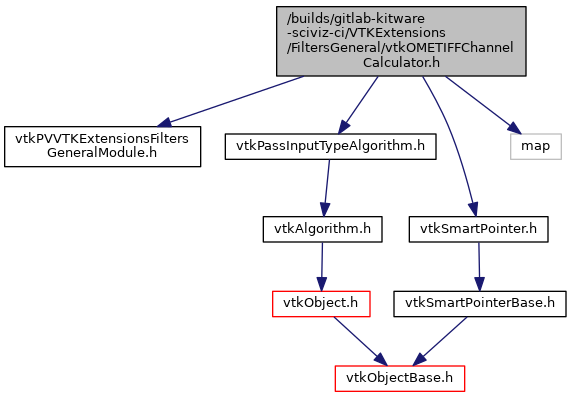 /builds/gitlab-kitware
-sciviz-ci/VTKExtensions
/FiltersGeneral/vtkOMETIFFChannel
Calculator.h
vtkPVVTKExtensionsFilters
GeneralModule.h
vtkPassInputTypeAlgorithm.h
map
vtkAlgorithm.h
vtkSmartPointer.h
vtkObject.h
vtkSmartPointerBase.h
vtkObjectBase.h